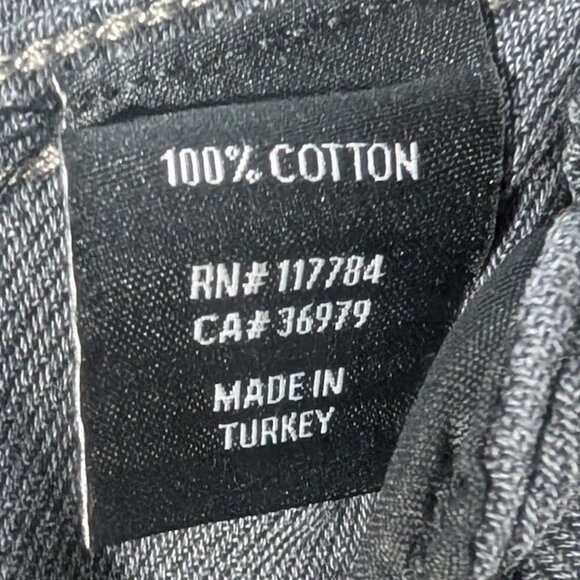 100% COTTON
RN# 117784
CA# 36979
MADE IN
TURKEY